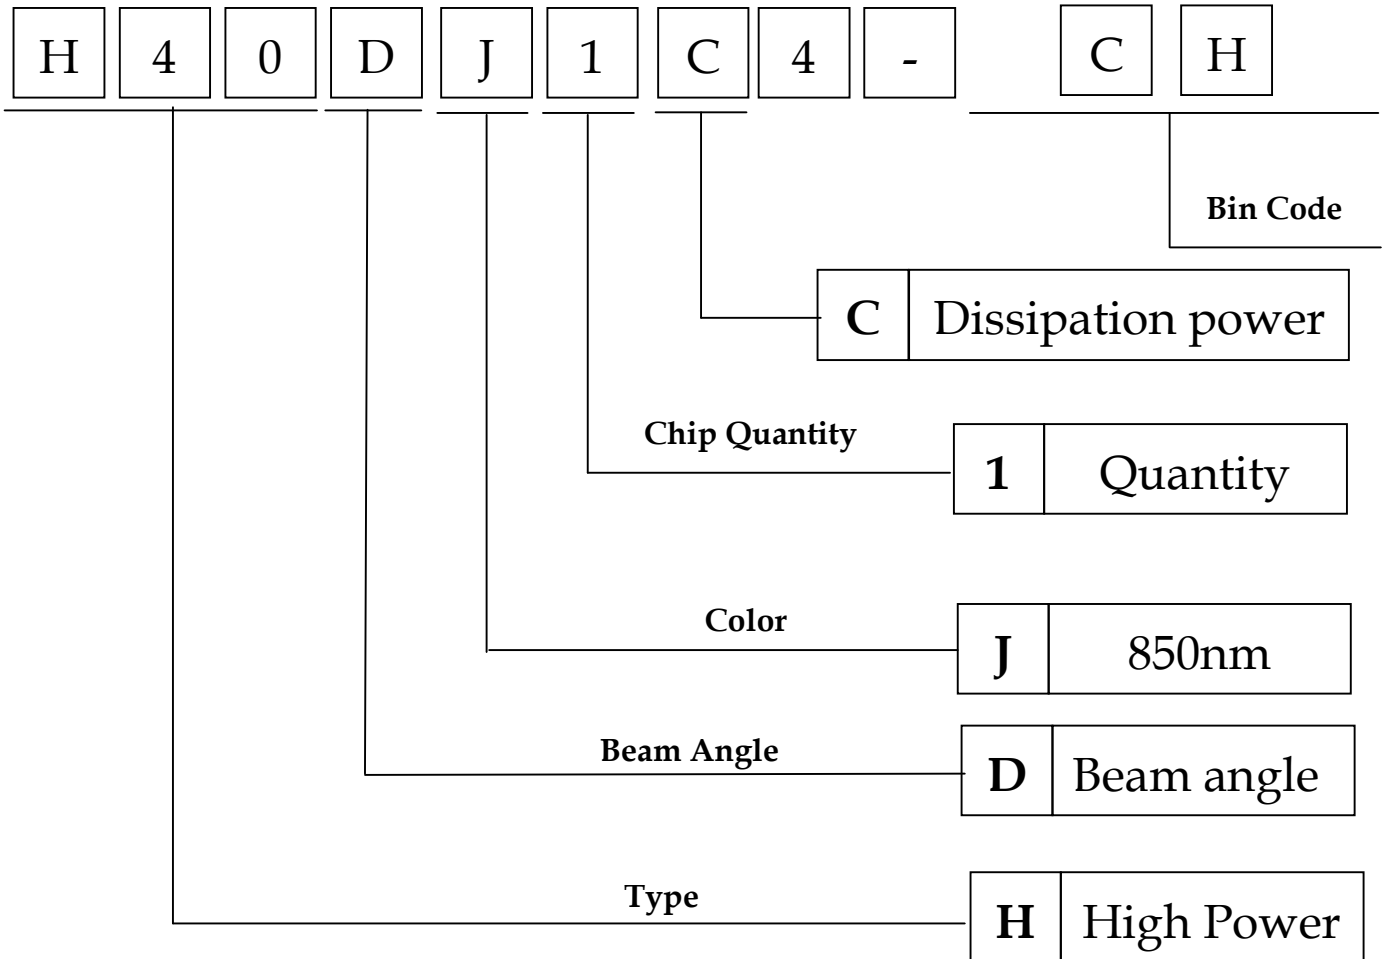 H 4 0 D J 1 C 4 - C H
Bin Code
C Dissipation power
Chip Quantity
1 Quantity
Color
J 850nm
Beam Angle
D Beam angle
Type
H High Power